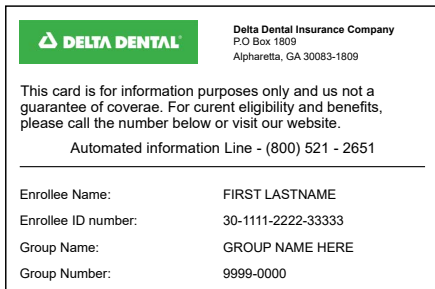 DELTA DENTAL
Delta Dental Insurance Company
P.O Box 1809
Alpharetta, GA 30083-1809
This card is for information purposes only and us not a
guarantee of coverae. For curent eligibility and benefits,
please call the number below or visit our website.
Automated information Line - (800) 521 - 2651
Enrollee Name: FIRST LASTNAME
Enrollee ID number: 30-1111-2222-33333
Group Name: GROUP NAME HERE
Group Number: 9999-0000